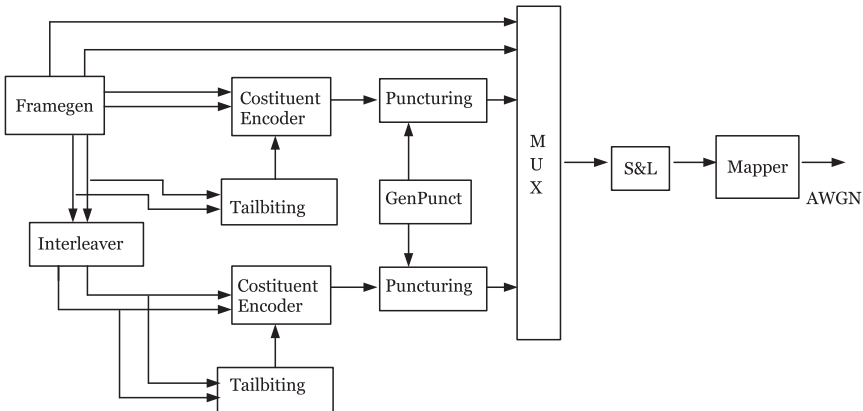 Framegen
Costituent
Encoder
Puncturing
M
U
X
S&L
Mapper
AWGN
Tailbiting
GenPunct
Interleaver
Costituent
Encoder
Puncturing
Tailbiting